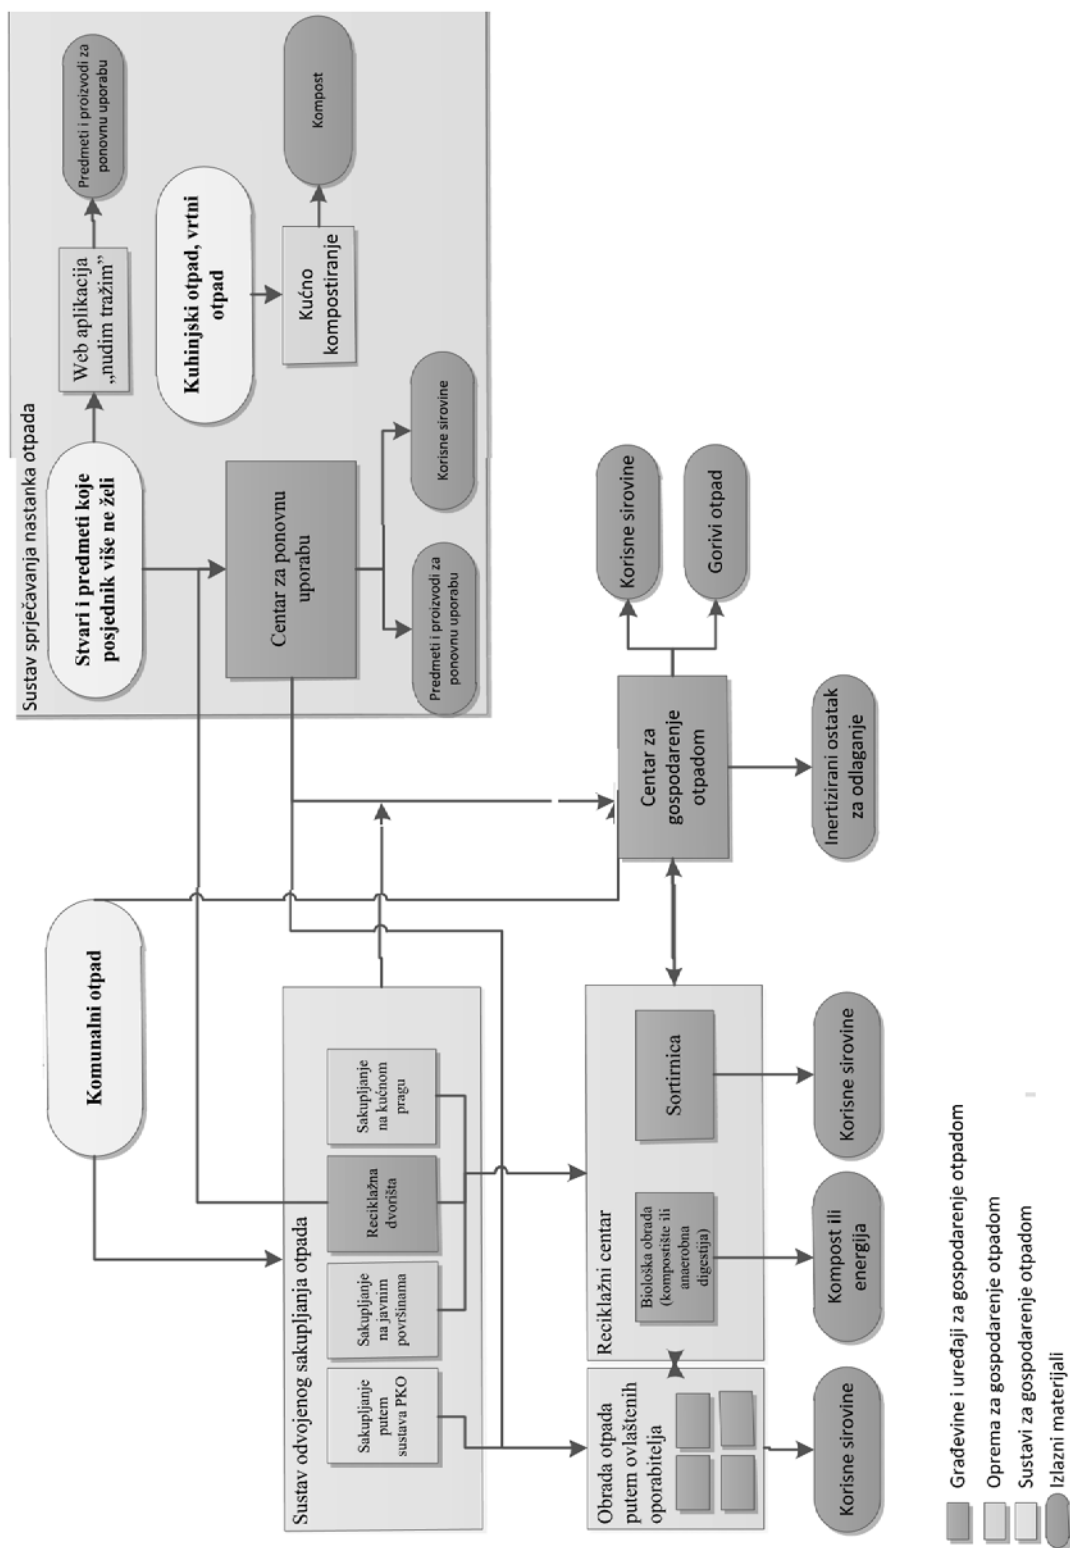 Komunalni otpad
Sustav sprječavanja nastanka otpada
Stvari i predmeti koje
posjednik više ne želi
Web aplikacija
„nudim tražim”
Predmeti i proizvodi za
ponovnu uporabu
Kuhinjski otpad, vrtni
otpad
Centar za ponovnu
uporabu
Kućno
kompostiranje
Kompost
Predmeti i proizvodi za
ponovnu uporabu
Korisne sirovine
Sustav odvojenog sakupljanja otpada
Sakupljanje
putem
sustava PKO
Sakupljanje
na javnim
površinama
Reciklažna
dvorišta
Sakupljanje
na kućnom
pragu
Obrada otpada
putem ovlaštenih
oporabitelja
Reciklažni centar
Biološka obrada
(kompostište ili
anaerobna
digestija)
Sortirnica
Centar za
gospodarenje
otpadom
Korisne sirovine
Gorivi otpad
Korisne sirovine
Kompost ili
energija
Korisne sirovine
Inertizirani ostatak
za odlaganje
Građevine i uređaji za gospodarenje otpadom
Oprema za gospodarenje otpadom
Sustavi za gospodarenje otpadom
Izlazni materijali